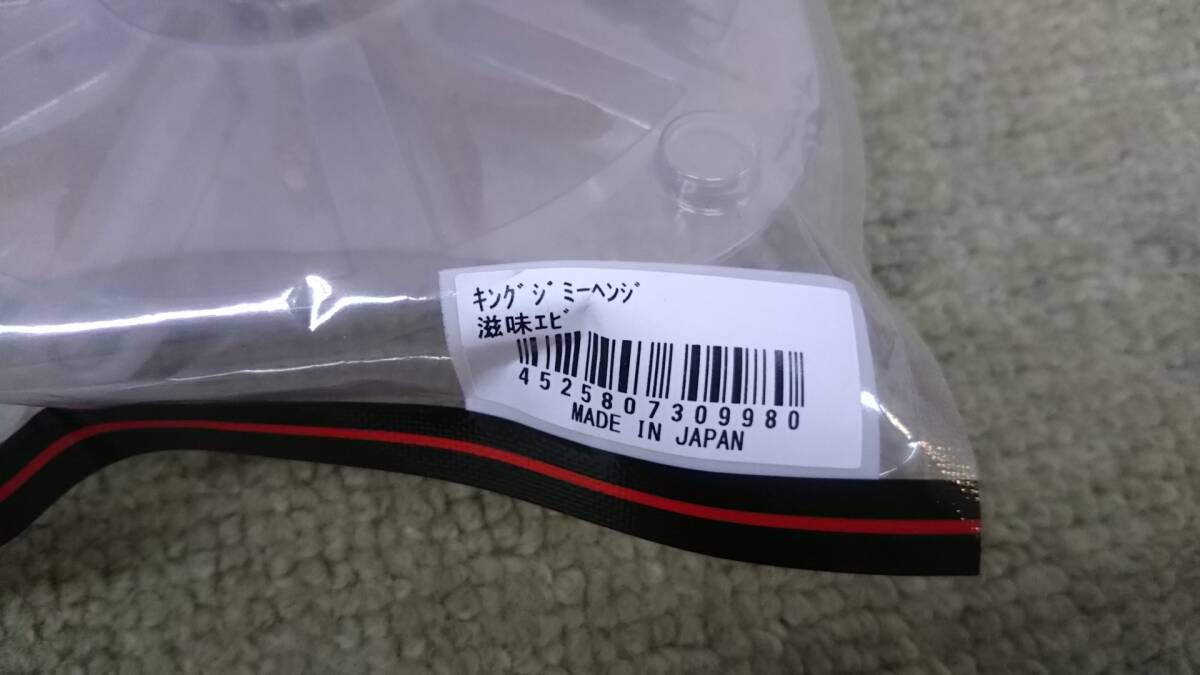 ｷﾝｸﾞｼﾞﾐｰﾍﾝｼﾞ
滋味ｴﾋﾞ
4525807309980
MADE IN JAPAN